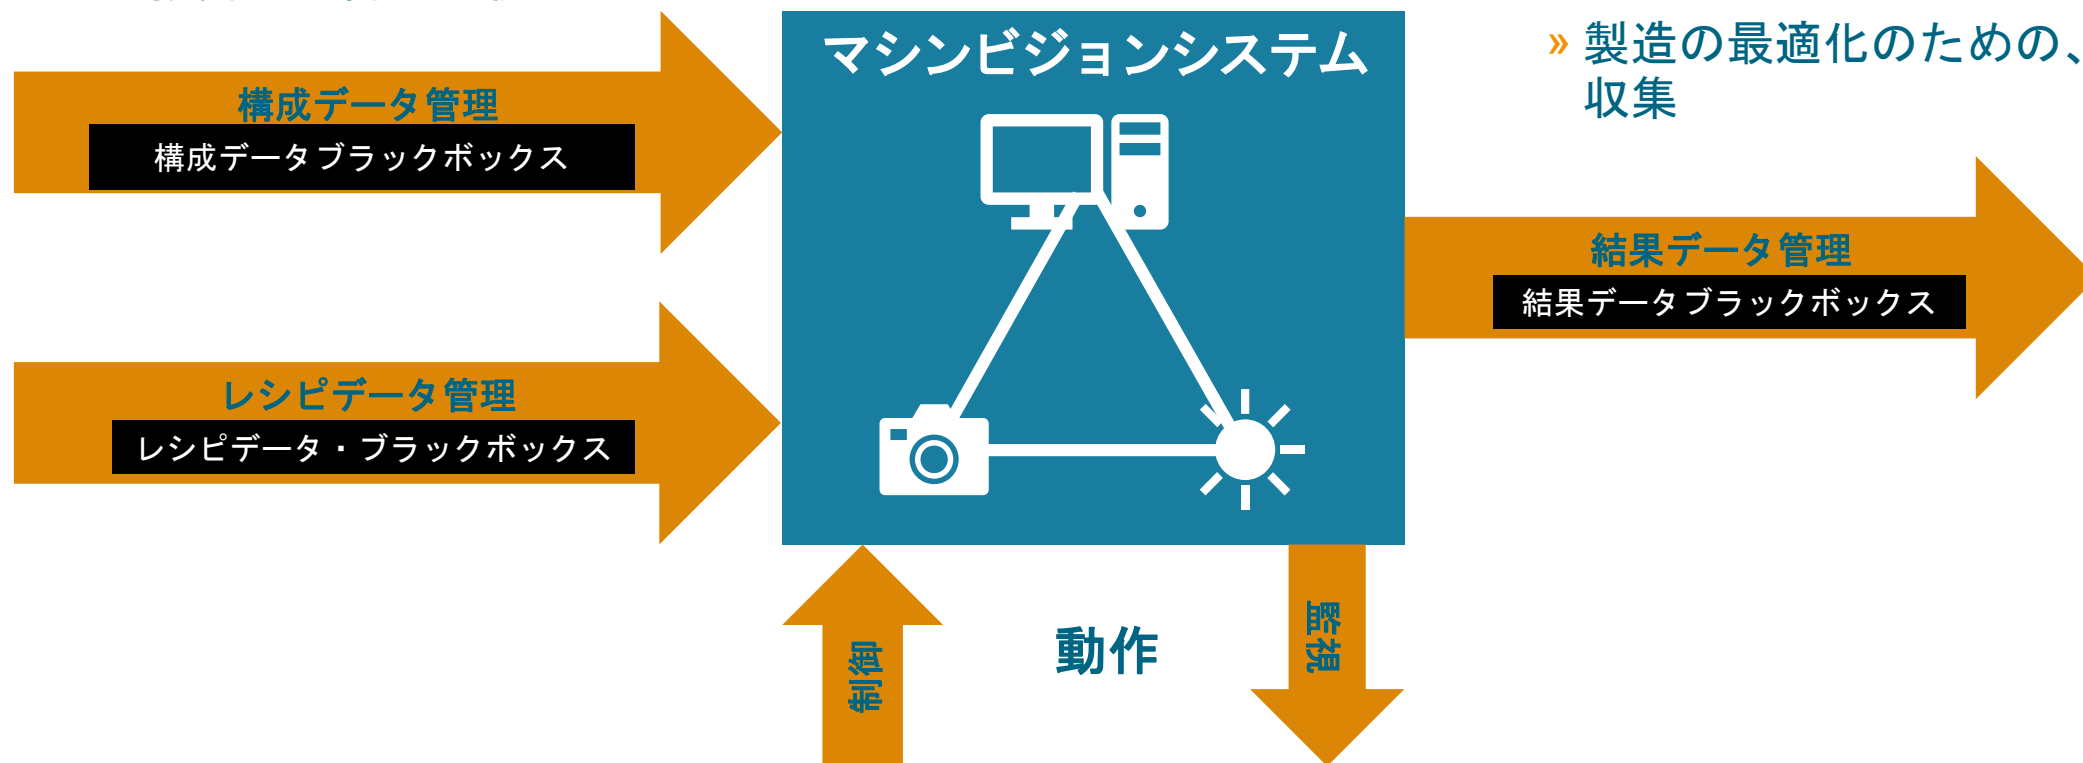 マシンビジョンシステム
» 製造の最適化のための、
収集
構成データ管理
構成データブラックボックス
結果データ管理
結果データブラックボックス
レシピデータ管理
レシピデータ・ブラックボックス
制御
動作
監視